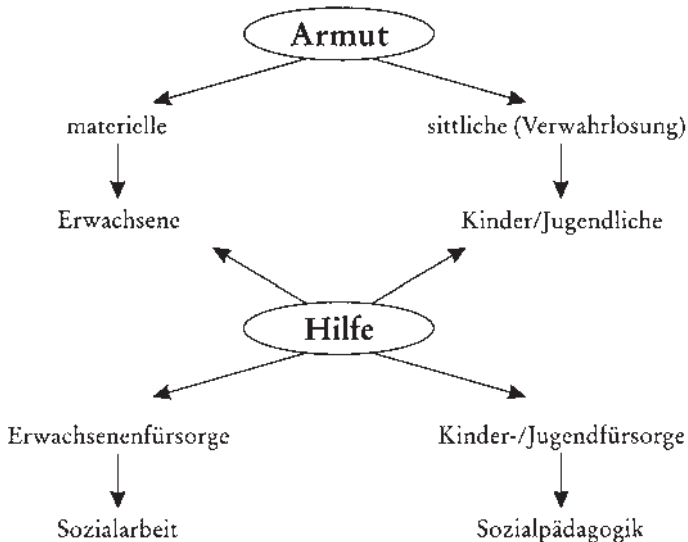 Armut
materielle
sittliche (Verwahrlosung)
Erwachsene
Kinder/Jugendliche
Hilfe
Erwachsenenfürsorge
Kinder-/Jugendfürsorge
Sozialarbeit
Sozialpädagogik